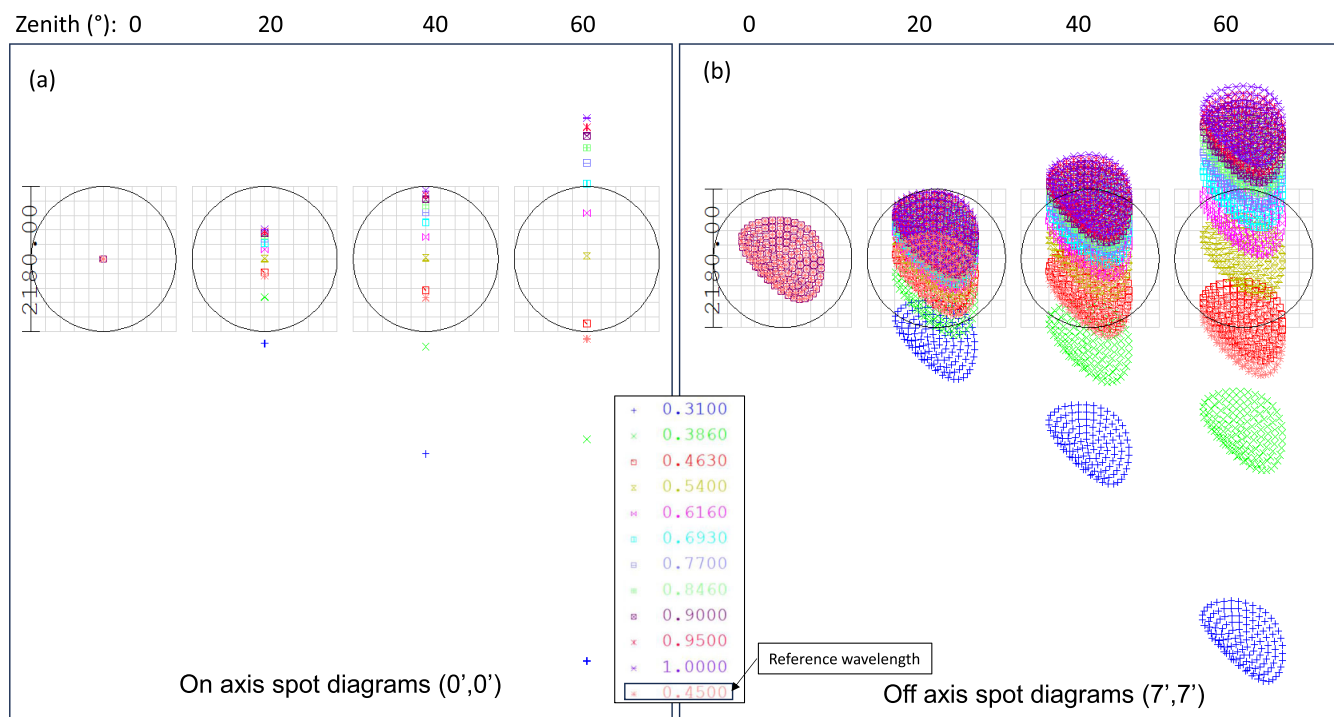 Zenith (°): 0 20 40 60 0 20 40 60
(a)
(b)
2180.00
2180.00
0.3100
0.3860
0.4630
0.5400
0.6160
0.6930
0.7700
0.8460
0.9000
0.9500
1.0000
0.4500
Reference wavelength
On axis spot diagrams (0’,0’)
Off axis spot diagrams (7’,7’)